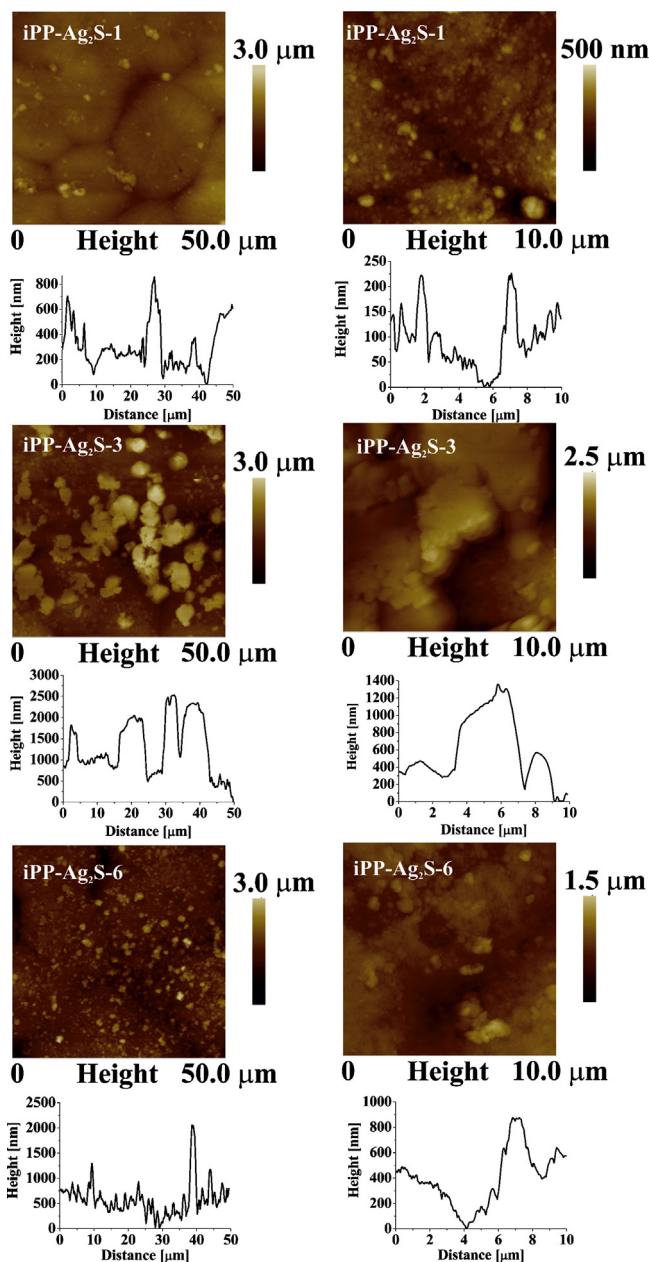 iPP-Ag₂S-1
3.0 μm
0 Height 50.0 μm
iPP-Ag₂S-1
500 nm
0 Height 10.0 μm
Height [nm]
800
600
400
200
0
0 10 20 30 40 50
Distance [μm]
Height [nm]
250
200
150
100
50
0
0 2 4 6 8 10
Distance [μm]
iPP-Ag₂S-3
3.0 μm
0 Height 50.0 μm
iPP-Ag₂S-3
2.5 μm
0 Height 10.0 μm
Height [nm]
3000
2500
2000
1500
1000
500
0
0 10 20 30 40 50
Distance [μm]
Height [nm]
1400
1200
1000
800
600
400
200
0
0 2 4 6 8 10
Distance [μm]
iPP-Ag₂S-6
3.0 μm
0 Height 50.0 μm
iPP-Ag₂S-6
1.5 μm
0 Height 10.0 μm
Height [nm]
2500
2000
1500
1000
500
0
0 10 20 30 40 50
Distance [μm]
Height [nm]
1000
800
600
400
200
0
0 2 4 6 8 10
Distance [μm]